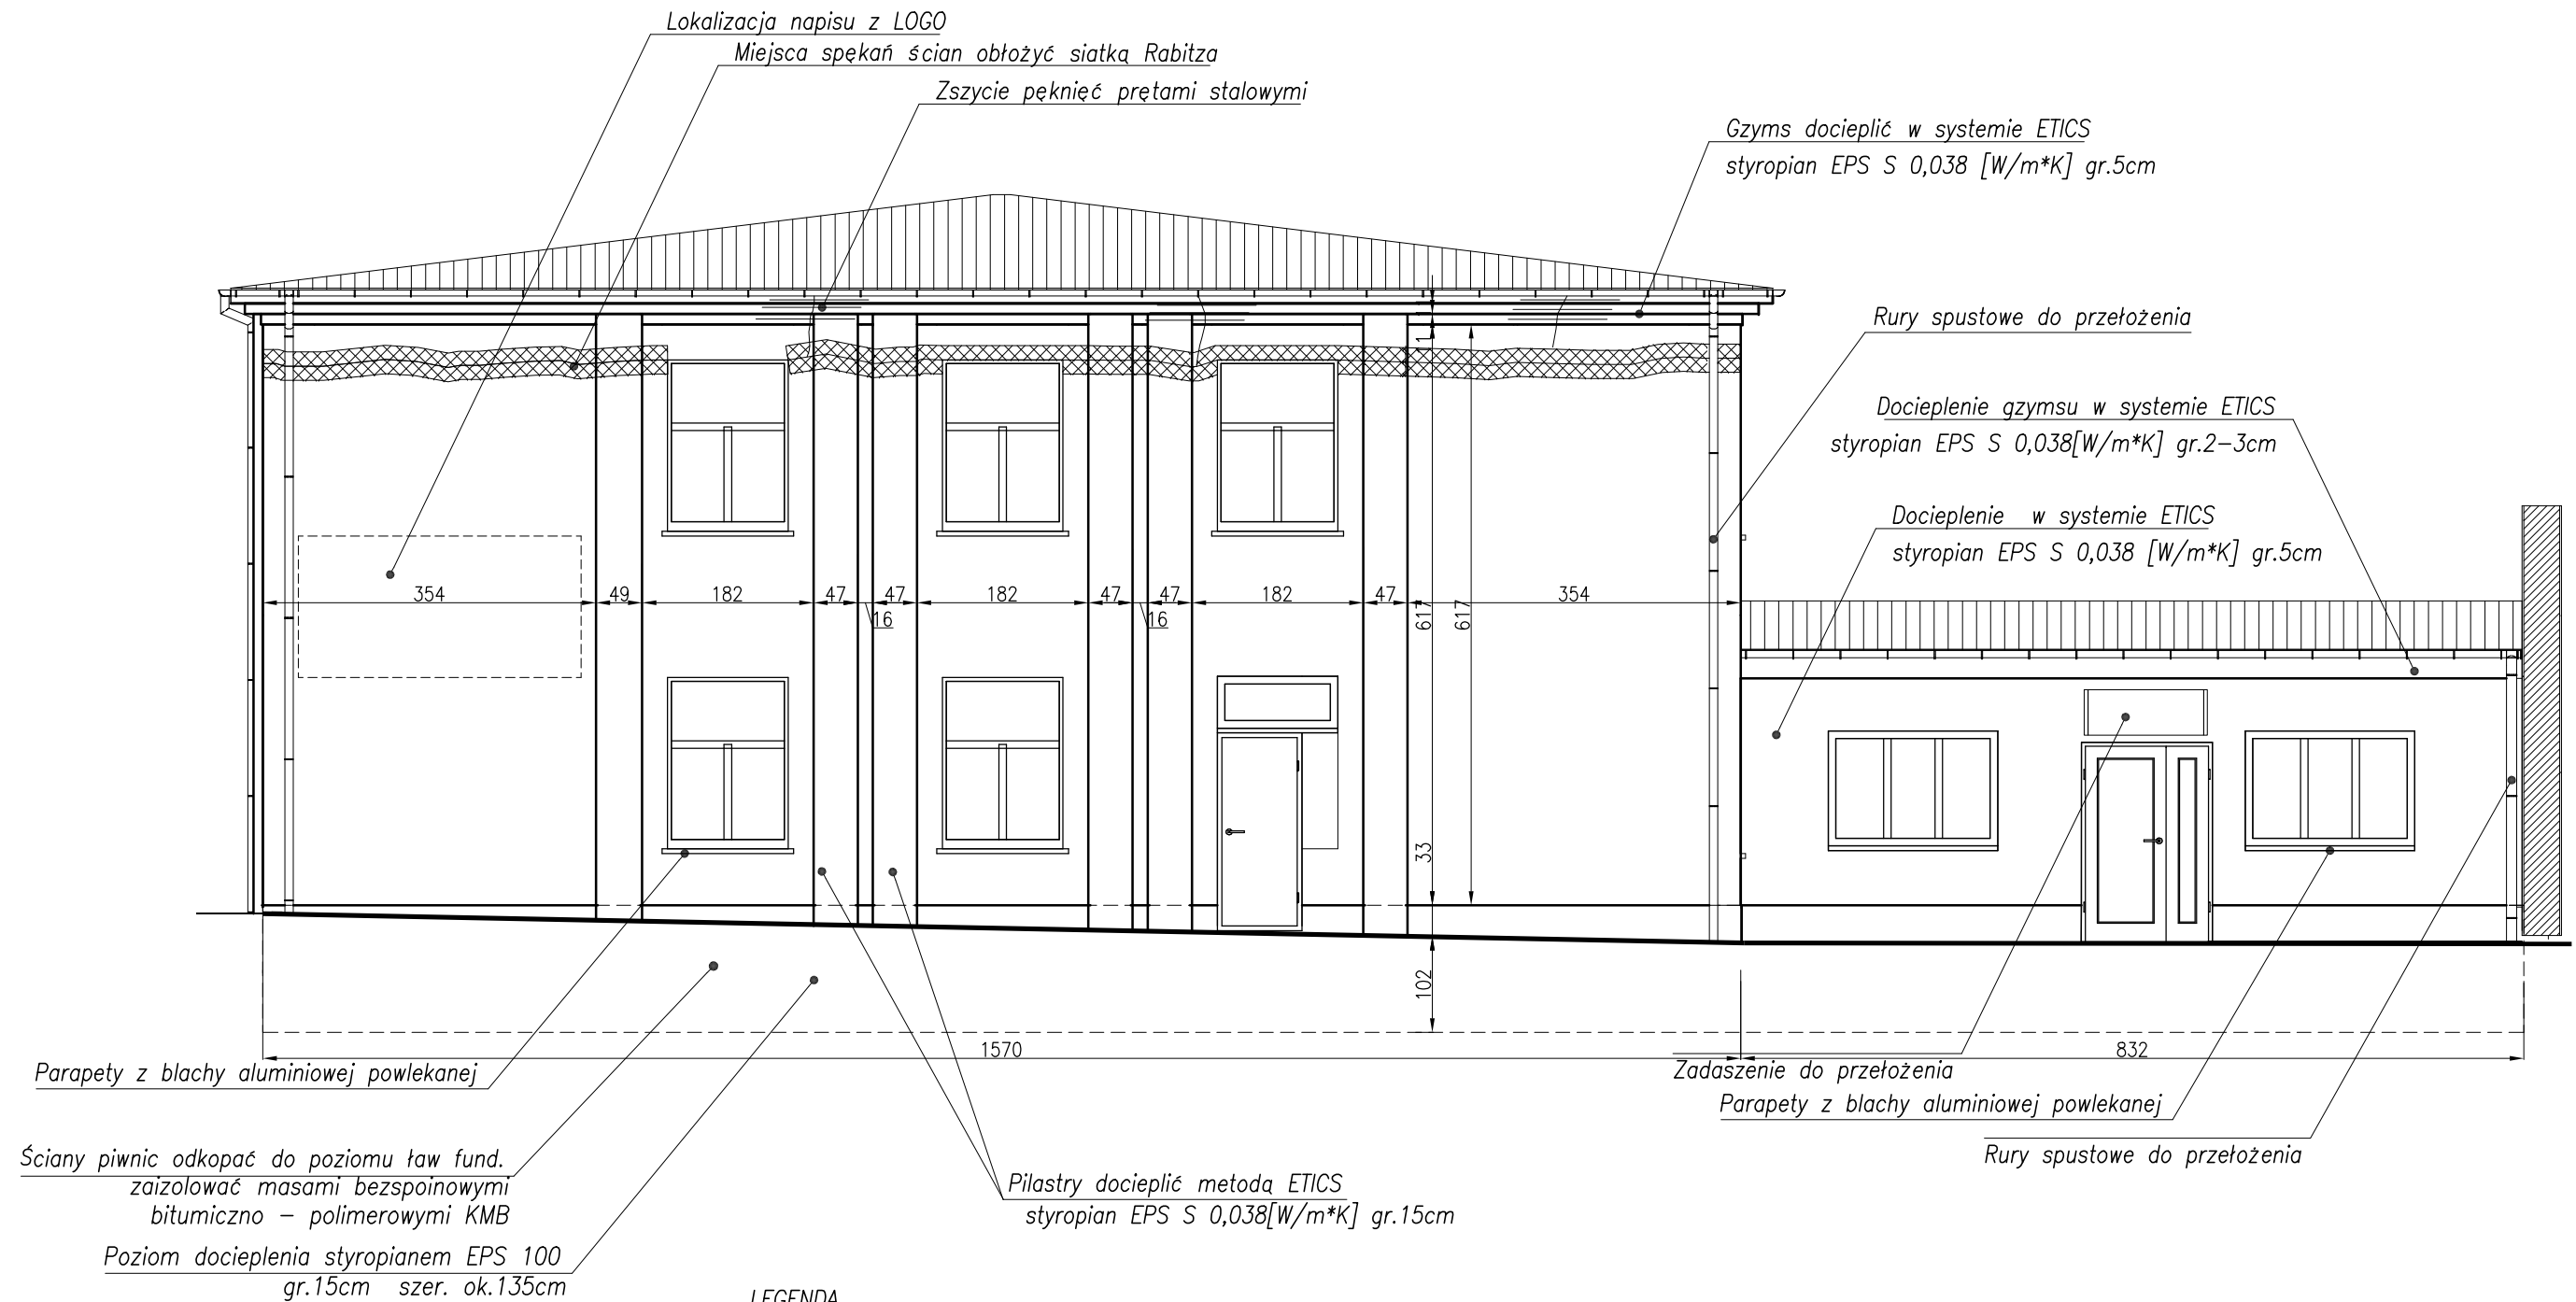 Lokalizacja napisu z LOGO
Miejsca spękań ścian obłożyć siatką Rabitza
Zszycie pęknięć prętami stalowymi
Gzyms docieplić w systemie ETICS
styropian EPS S 0,038 [W/m*K] gr.5cm
Rury spustowe do przełożenia
Docieplenie gzymsu w systemie ETICS
styropian EPS S 0,038[W/m*K] gr.2-3cm
Docieplenie w systemie ETICS
styropian EPS S 0,038 [W/m*K] gr.5cm
354 49 182 47 47 182 47 47 182 47 354
16 16
617 617
33
102
1570 832
Parapety z blachy aluminiowej powlekanej
Zadaszenie do przełożenia
Parapety z blachy aluminiowej powlekanej
Rury spustowe do przełożenia
Ściany piwnic odkopać do poziomu ław fund.
zaizolować masami bezspoinowymi
bitumiczno - polimerowymi KMB
Pilastry docieplić metodą ETICS
styropian EPS S 0,038[W/m*K] gr.15cm
Poziom docieplenia styropianem EPS 100
gr.15cm szer. ok.135cm
LEGENDA